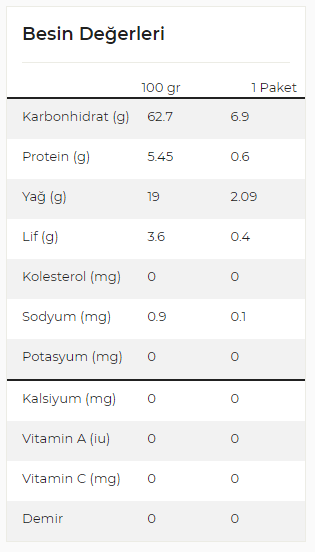 Besin Değerleri
100 gr 1 Paket
Karbonhidrat (g) 62.7 6.9
Protein (g) 5.45 0.6
Yağ (g) 19 2.09
Lif (g) 3.6 0.4
Kolesterol (mg) 0 0
Sodyum (mg) 0.9 0.1
Potasyum (mg) 0 0
Kalsiyum (mg) 0 0
Vitamin A (iu) 0 0
Vitamin C (mg) 0 0
Demir 0 0